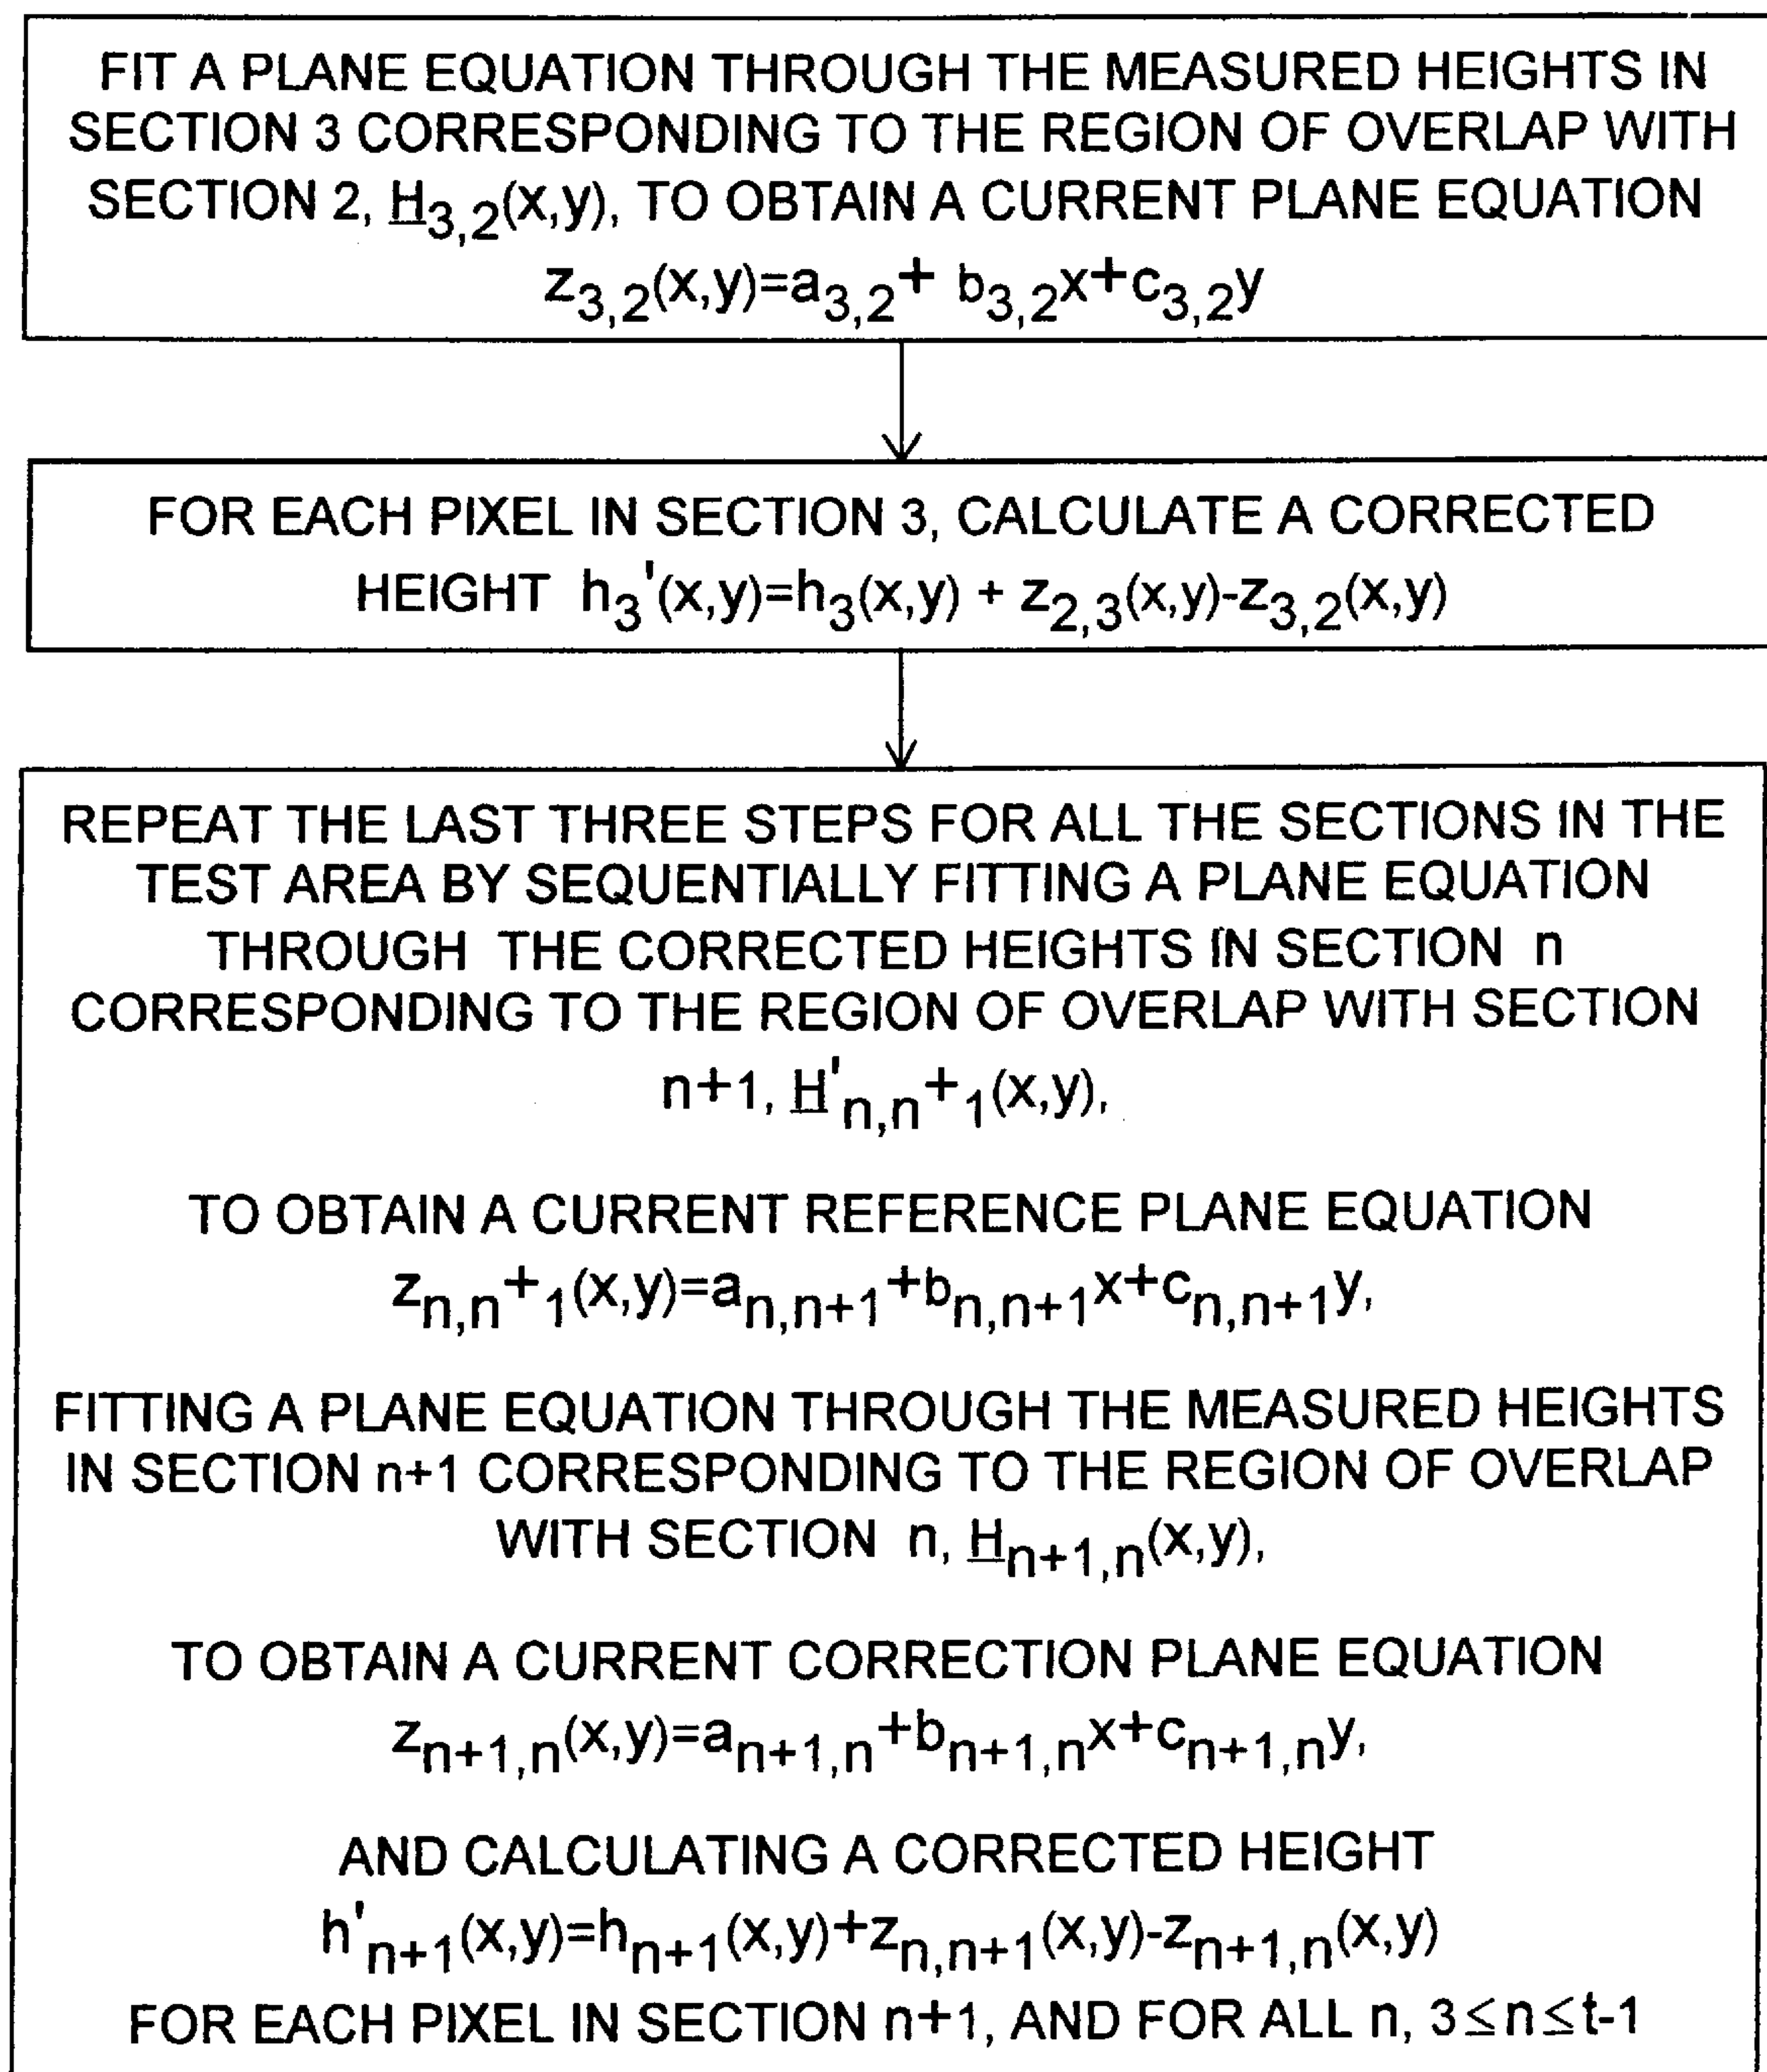 FIT A PLANE EQUATION THROUGH THE MEASURED HEIGHTS IN
SECTION 3 CORRESPONDING TO THE REGION OF OVERLAP WITH
SECTION 2, H3,2(x,y), TO OBTAIN A CURRENT PLANE EQUATION
z3,2(x,y)=a3,2+ b3,2x+c3,2y
FOR EACH PIXEL IN SECTION 3, CALCULATE A CORRECTED
HEIGHT h3'(x,y)=h3(x,y) + z2,3(x,y)-z3,2(x,y)
REPEAT THE LAST THREE STEPS FOR ALL THE SECTIONS IN THE
TEST AREA BY SEQUENTIALLY FITTING A PLANE EQUATION
THROUGH THE CORRECTED HEIGHTS IN SECTION n
CORRESPONDING TO THE REGION OF OVERLAP WITH SECTION
n+1, H'n,n+1(x,y),
TO OBTAIN A CURRENT REFERENCE PLANE EQUATION
zn,n+1(x,y)=an,n+1+bn,n+1x+cn,n+1y,
FITTING A PLANE EQUATION THROUGH THE MEASURED HEIGHTS
IN SECTION n+1 CORRESPONDING TO THE REGION OF OVERLAP
WITH SECTION n, Hn+1,n(x,y),
TO OBTAIN A CURRENT CORRECTION PLANE EQUATION
zn+1,n(x,y)=an+1,n+bn+1,nx+cn+1,ny,
AND CALCULATING A CORRECTED HEIGHT
h'n+1(x,y)=hn+1(x,y)+zn,n+1(x,y)-zn+1,n(x,y)
FOR EACH PIXEL IN SECTION n+1, AND FOR ALL n, 3≤n≤t-1